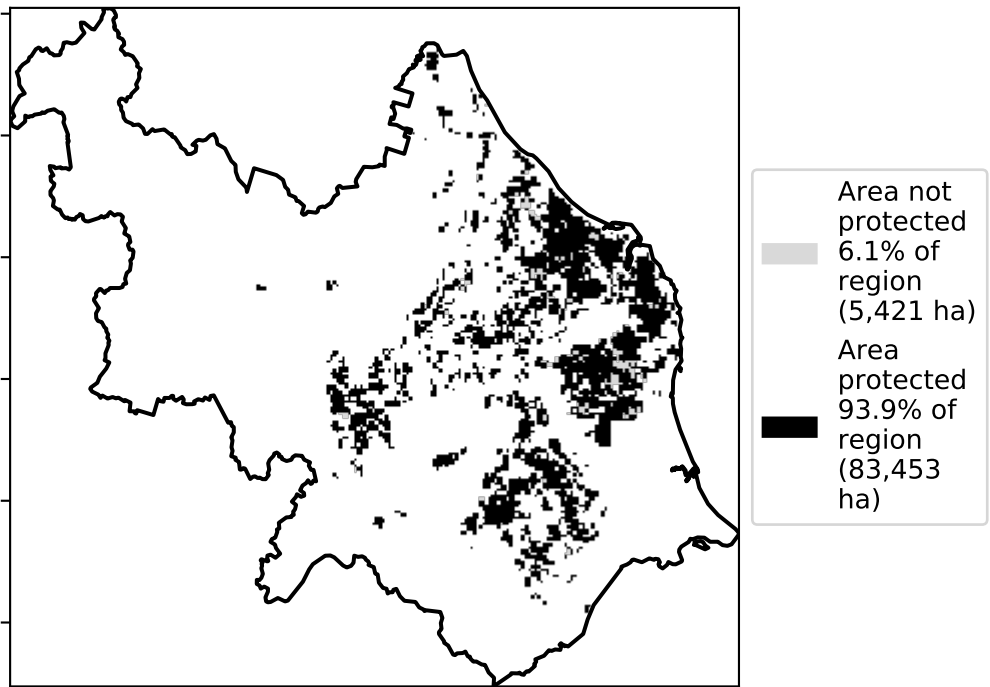 Area not
protected
6.1% of
region
(5,421 ha)
Area
protected
93.9% of
region
(83,453
ha)